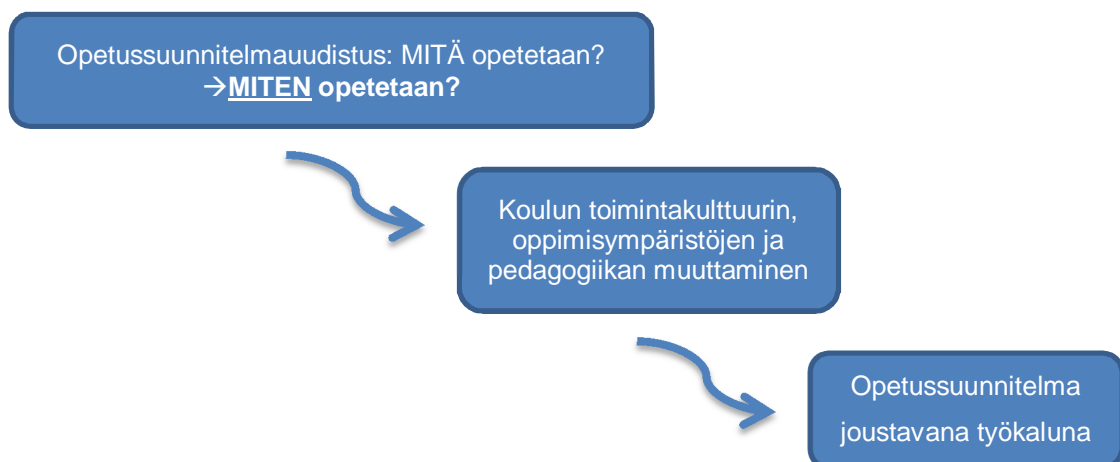 Opetussuunnitelmauudistus: MITÄ opetetaan?
→MITEN opetetaan?
Koulun toimintakulttuurin,
oppimisympäristöjen ja
pedagogiikan muuttaminen
Opetussuunnitelma
joustavana työkaluna